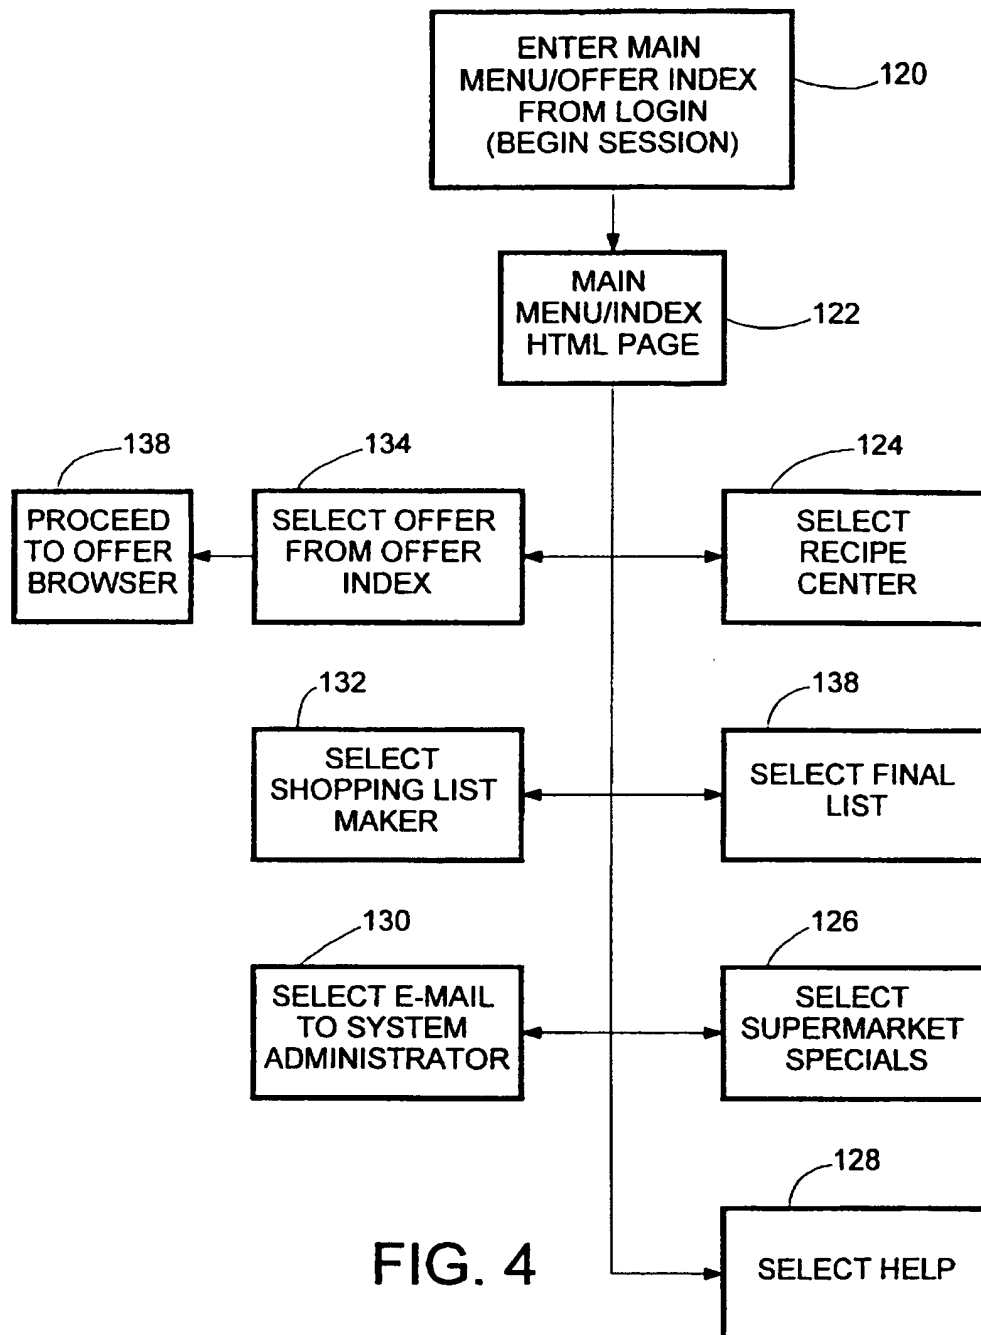 ENTER MAIN
MENU/OFFER INDEX
FROM LOGIN
(BEGIN SESSION)
120
MAIN
MENU/INDEX
HTML PAGE
122
138
PROCEED
TO OFFER
BROWSER
134
SELECT OFFER
FROM OFFER
INDEX
124
SELECT
RECIPE
CENTER
132
SELECT
SHOPPING LIST
MAKER
138
SELECT FINAL
LIST
130
SELECT E-MAIL
TO SYSTEM
ADMINISTRATOR
126
SELECT
SUPERMARKET
SPECIALS
128
SELECT HELP
FIG. 4